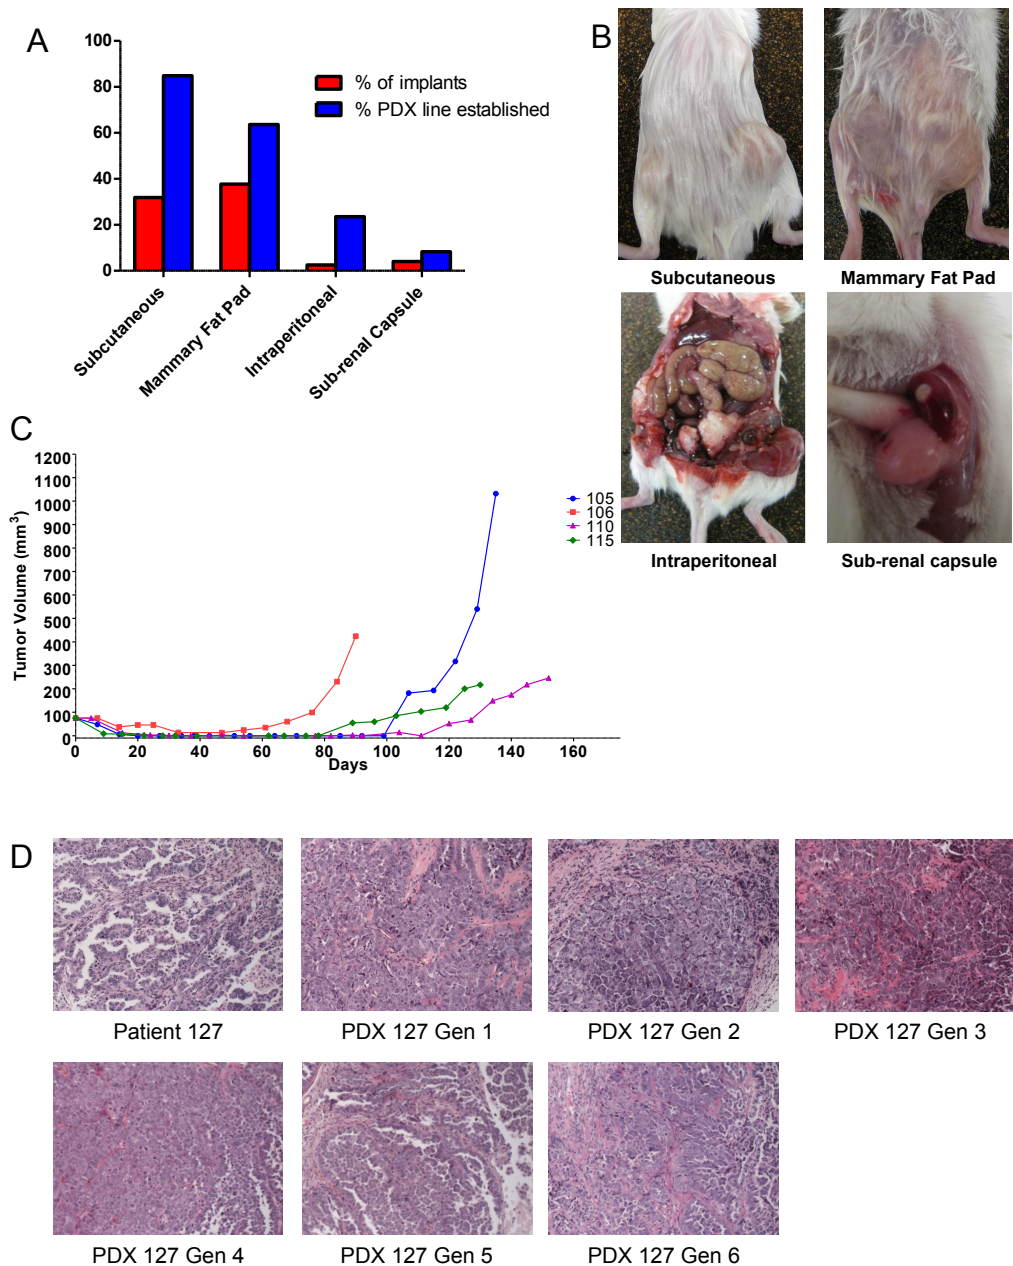 A
100
80
60
40
20
0
% of implants
% PDX line established
Subcutaneous
Mammary Fat Pad
Intraperitoneal
Sub-renal Capsule
B
Subcutaneous
Mammary Fat Pad
Intraperitoneal
Sub-renal capsule
C
Tumor Volume (mm³)
1200
1100
1000
900
800
700
600
500
400
300
200
100
0
0 20 40 60 80 100 120 140 160
Days
105
106
110
115
D
Patient 127
PDX 127 Gen 1
PDX 127 Gen 2
PDX 127 Gen 3
PDX 127 Gen 4
PDX 127 Gen 5
PDX 127 Gen 6